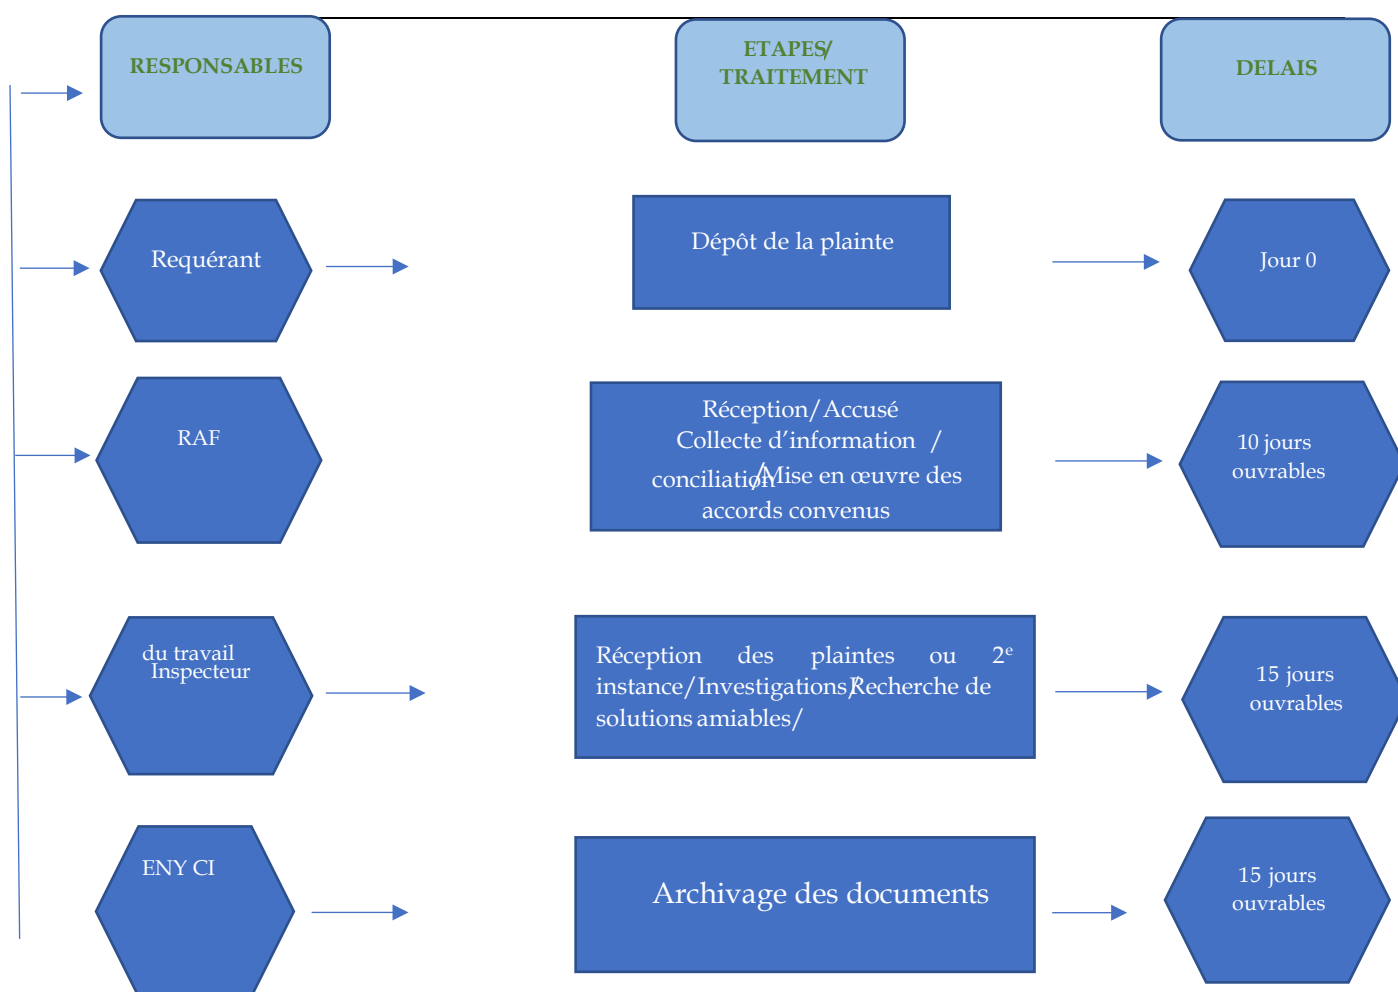 RESPONSABLES
ETAPES/
TRAITEMENT
DELAIS
Requérant
Dépôt de la plainte
Jour 0
RAF
Réception/Accusé
Collecte d’information /
conciliation/Mise en œuvre des
accords convenus
10 jours
ouvrables
du travail
Inspecteur
Réception des plaintes ou 2e
instance/Investigations/Recherche de
solutions amiables/
15 jours
ouvrables
ENY CI
Archivage des documents
15 jours
ouvrables